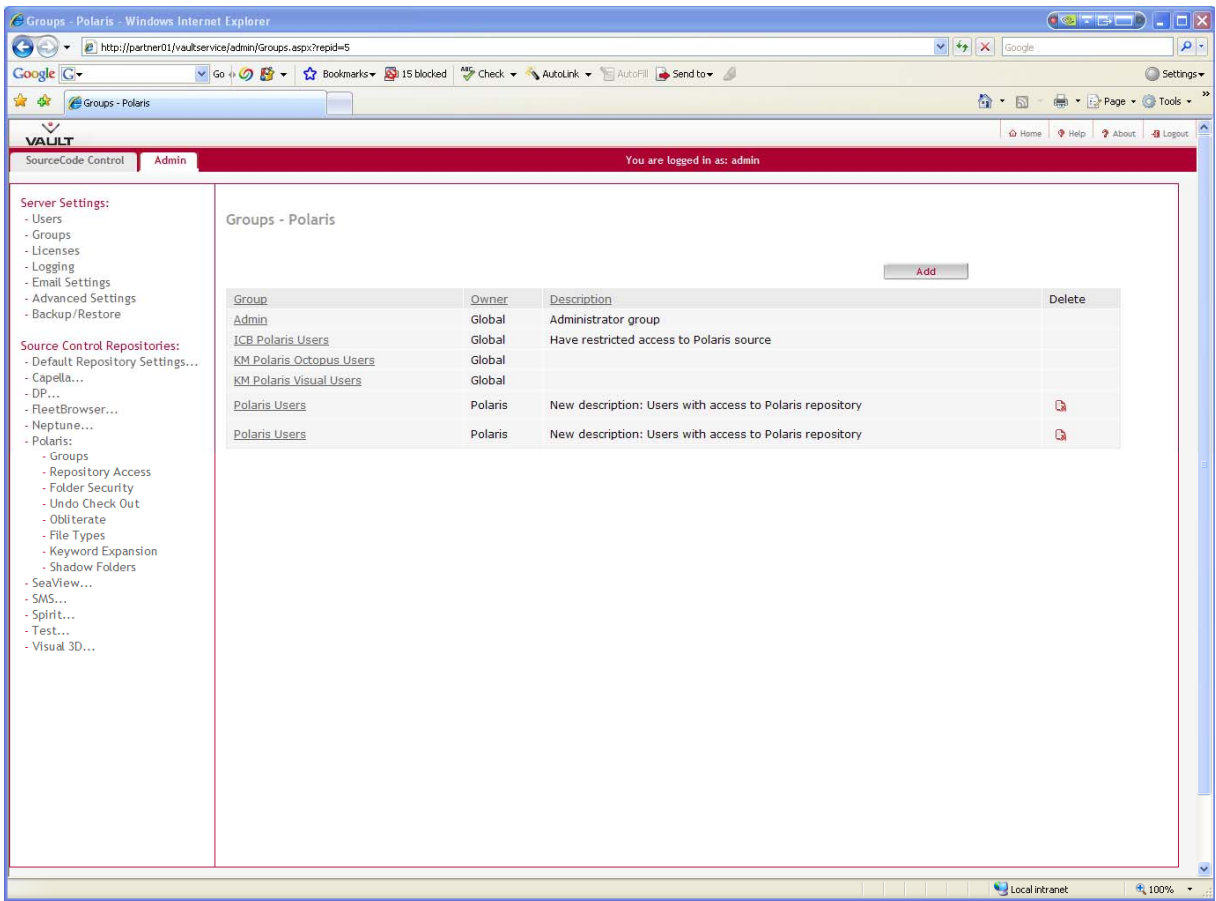 Groups - Polaris - Windows Internet Explorer
http://partner01/vaultservice/admin/Groups.aspx?repid=5
Google
Google G Go Bookmarks 15 blocked Check AutoLink AutoFill Send to Settings
Groups - Polaris Page Tools
VAULT Home Help About Logout
SourceCode Control Admin You are logged in as: admin
Server Settings:
- Users
- Groups
- Licenses
- Logging
- Email Settings
- Advanced Settings
- Backup/Restore
Source Control Repositories:
- Default Repository Settings...
- Capella...
- DP...
- FleetBrowser...
- Neptune...
- Polaris:
- Groups
- Repository Access
- Folder Security
- Undo Check Out
- Obliterate
- File Types
- Keyword Expansion
- Shadow Folders
- SeaView...
- SMS...
- Spirit...
- Test...
- Visual 3D...
Groups - Polaris
Add
Group Owner Description Delete
Admin Global Administrator group
ICB Polaris Users Global Have restricted access to Polaris source
KM Polaris Octopus Users Global
KM Polaris Visual Users Global
Polaris Users Polaris New description: Users with access to Polaris repository
Polaris Users Polaris New description: Users with access to Polaris repository
Local intranet 100%